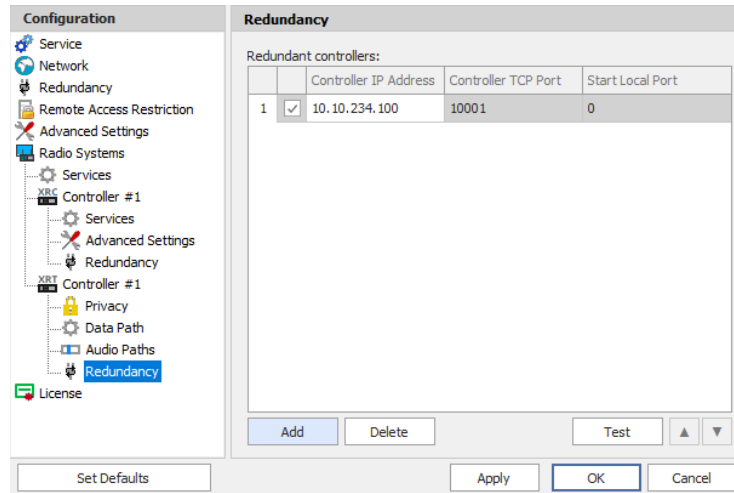 Configuration
Service
Network
Redundancy
Remote Access Restriction
Advanced Settings
Radio Systems
Services
XRC Controller #1
Services
Advanced Settings
Redundancy
XRT Controller #1
Privacy
Data Path
Audio Paths
Redundancy
License
Redundancy
Redundant controllers:
Controller IP Address Controller TCP Port Start Local Port
1 10.10.234.100 10001 0
Add Delete Test
Set Defaults Apply OK Cancel